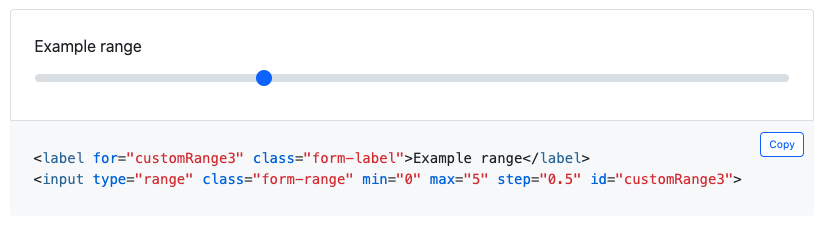 Example range
Copy
<label for="customRange3" class="form-label">Example range</label>
<input type="range" class="form-range" min="0" max="5" step="0.5" id="customRange3">